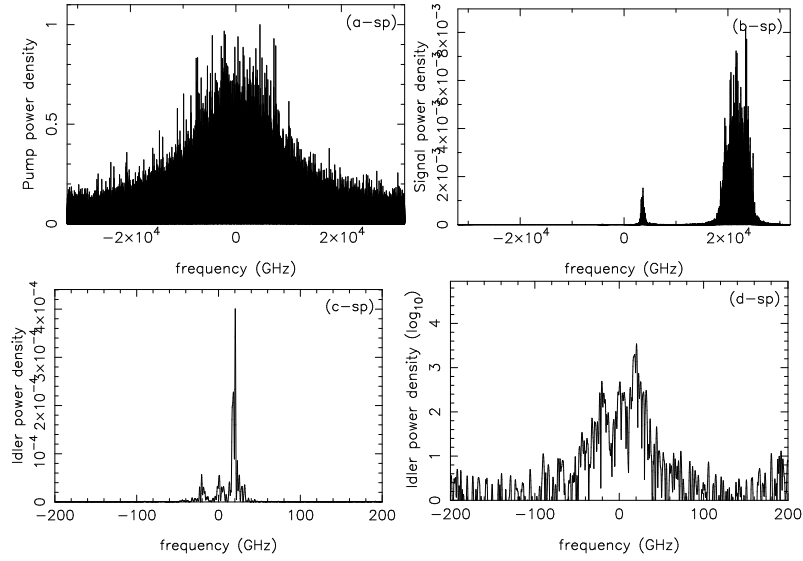 (a-sp)
Pump power density
1
0.5
0
−2×10⁴ 0 2×10⁴
frequency (GHz)
(b-sp)
Signal power density
8×10⁻³
6×10⁻³
4×10⁻³
2×10⁻³
0
−2×10⁴ 0 2×10⁴
frequency (GHz)
(c-sp)
Idler power density
4×10⁻⁴
3×10⁻⁴
2×10⁻⁴
10⁻⁴
0
−200 −100 0 100 200
frequency (GHz)
(d-sp)
Idler power density (log₁₀)
4
3
2
1
0
−200 −100 0 100 200
frequency (GHz)